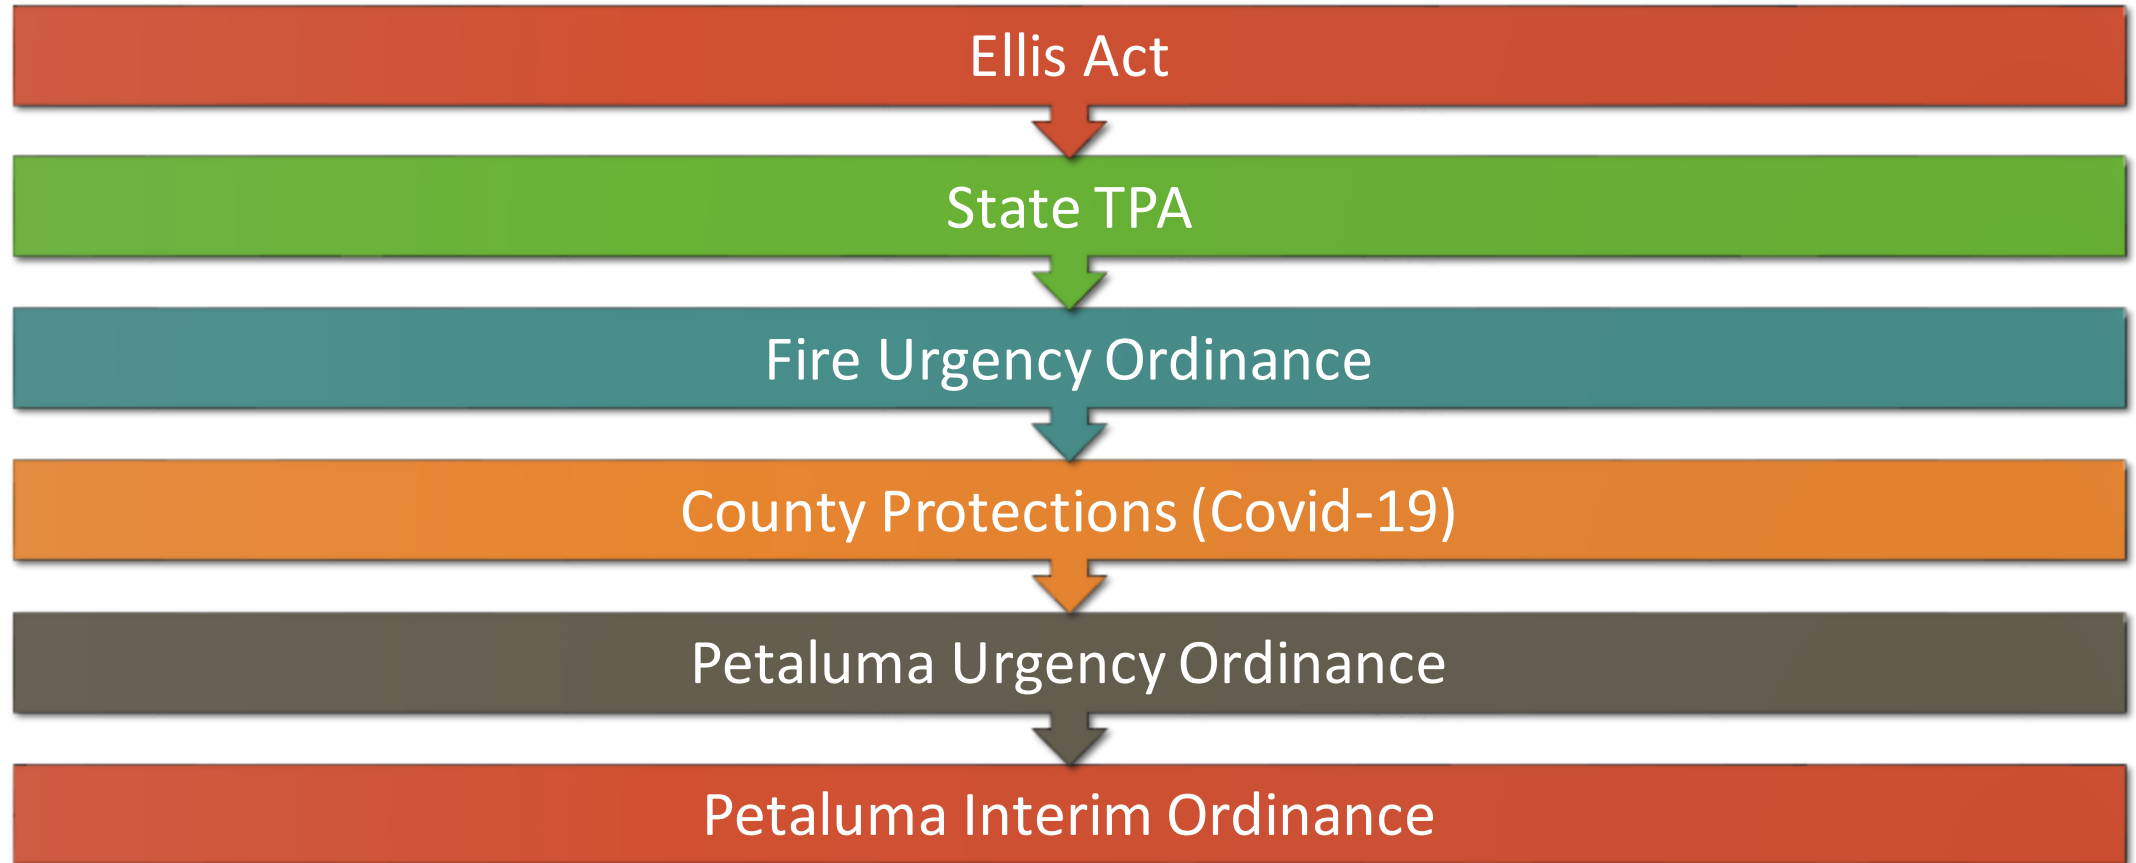 Ellis Act
State TPA
Fire Urgency Ordinance
County Protections (Covid-19)
Petaluma Urgency Ordinance
Petaluma Interim Ordinance